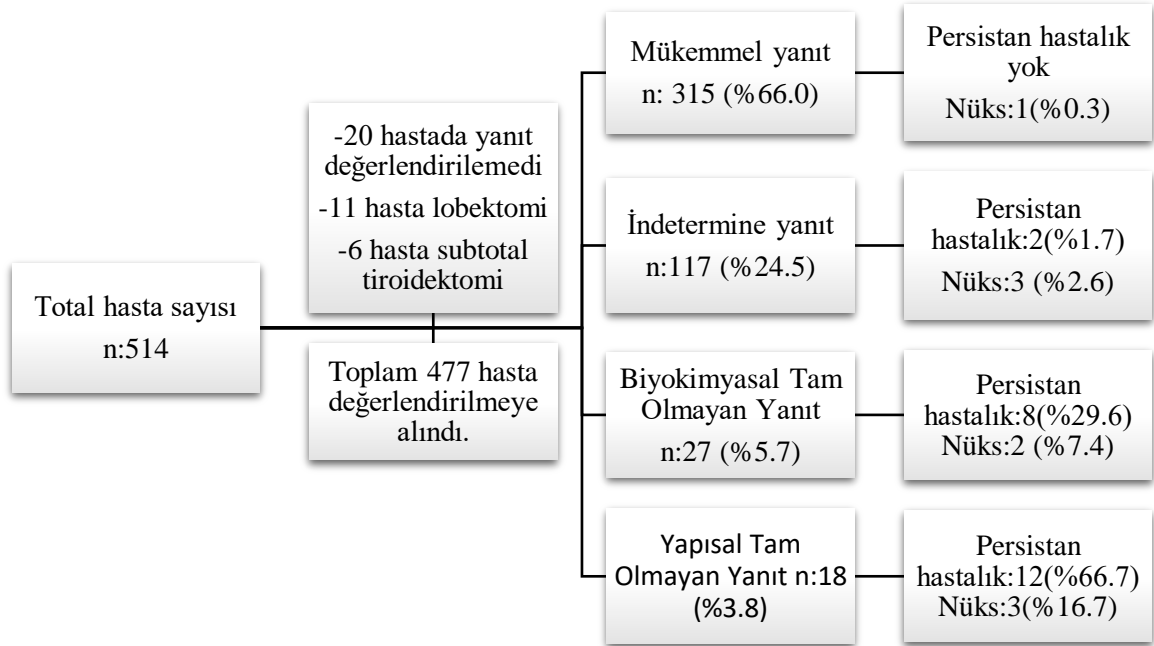 Total hasta sayısı
n:514
-20 hastada yanıt
değerlendirilemedi
-11 hasta lobektomi
-6 hasta subtotal
tiroidektomi
Toplam 477 hasta
değerlendirilmeye
alındı.
Mükemmel yanıt
n: 315 (%66.0)
Persistan hastalık
yok
Nüks:1(%0.3)
İndetermine yanıt
n:117 (%24.5)
Persistan
hastalık:2(%1.7)
Nüks:3 (%2.6)
Biyokimyasal Tam
Olmayan Yanıt
n:27 (%5.7)
Persistan
hastalık:8(%29.6)
Nüks:2 (%7.4)
Yapısal Tam
Olmayan Yanıt n:18
(%3.8)
Persistan
hastalık:12(%66.7)
Nüks:3(%16.7)